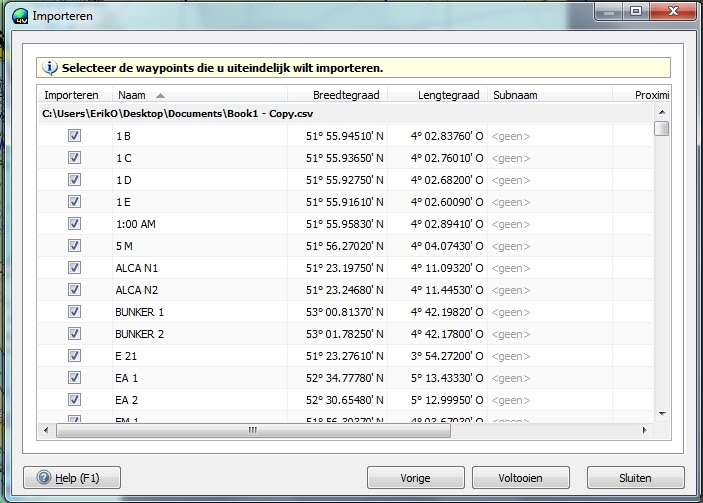 Importeren
Selecteer de waypoints die u uiteindelijk wilt importeren.
Importeren Naam Breedtegraad Lengtegraad Subnaam Proximi
C:\Users\ErikO\Desktop\Documents\Book1 - Copy.csv
1 B 51° 55.94510' N 4° 02.83760' O <geen>
1 C 51° 55.93650' N 4° 02.76010' O <geen>
1 D 51° 55.92750' N 4° 02.68200' O <geen>
1 E 51° 55.91610' N 4° 02.60090' O <geen>
1:00 AM 51° 55.95830' N 4° 02.89410' O <geen>
5 M 51° 56.27020' N 4° 04.07430' O <geen>
ALCA N1 51° 23.19750' N 4° 11.09320' O <geen>
ALCA N2 51° 23.24680' N 4° 11.44530' O <geen>
BUNKER 1 53° 00.81370' N 4° 42.19820' O <geen>
BUNKER 2 53° 01.78250' N 4° 42.17800' O <geen>
E 21 51° 23.27610' N 3° 54.27200' O <geen>
EA 1 52° 34.77780' N 5° 13.43330' O <geen>
EA 2 52° 30.65480' N 5° 12.99950' O <geen>
EM 1 51° 56.30370' N 4° 03.67030' O <geen>
Help (F1) Vorige Voltooien Sluiten